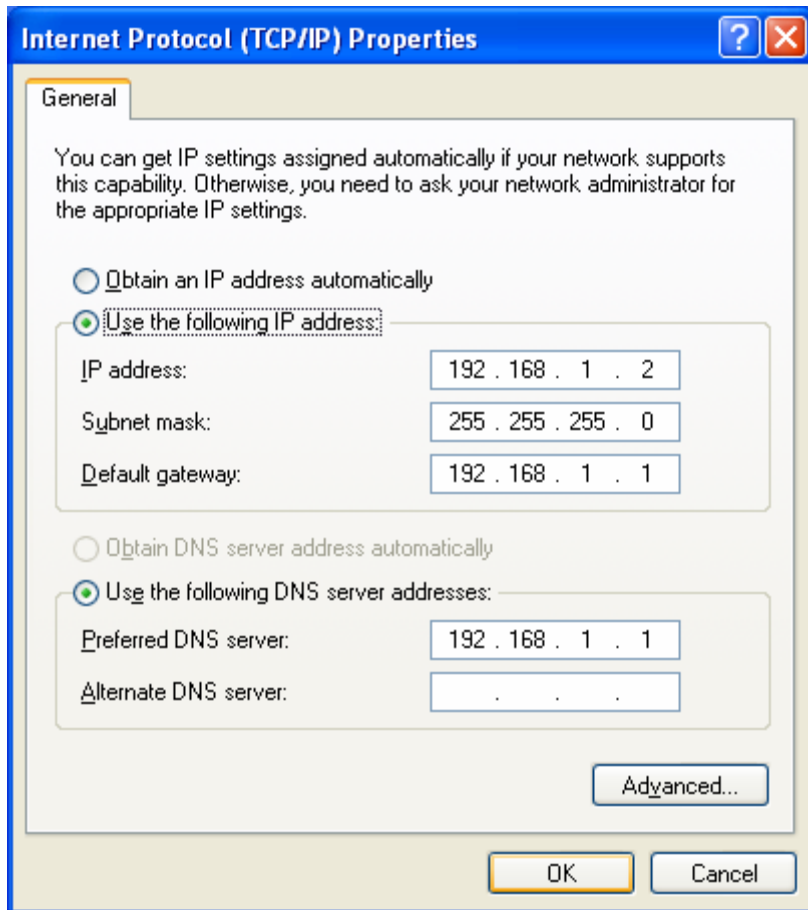 Internet Protocol (TCP/IP) Properties
?
General
You can get IP settings assigned automatically if your network supports
this capability. Otherwise, you need to ask your network administrator for
the appropriate IP settings.
Obtain an IP address automatically
Use the following IP address:
IP address: 192 . 168 . 1 . 2
Subnet mask: 255 . 255 . 255 . 0
Default gateway: 192 . 168 . 1 . 1
Obtain DNS server address automatically
Use the following DNS server addresses:
Preferred DNS server: 192 . 168 . 1 . 1
Alternate DNS server: . . .
Advanced...
OK Cancel